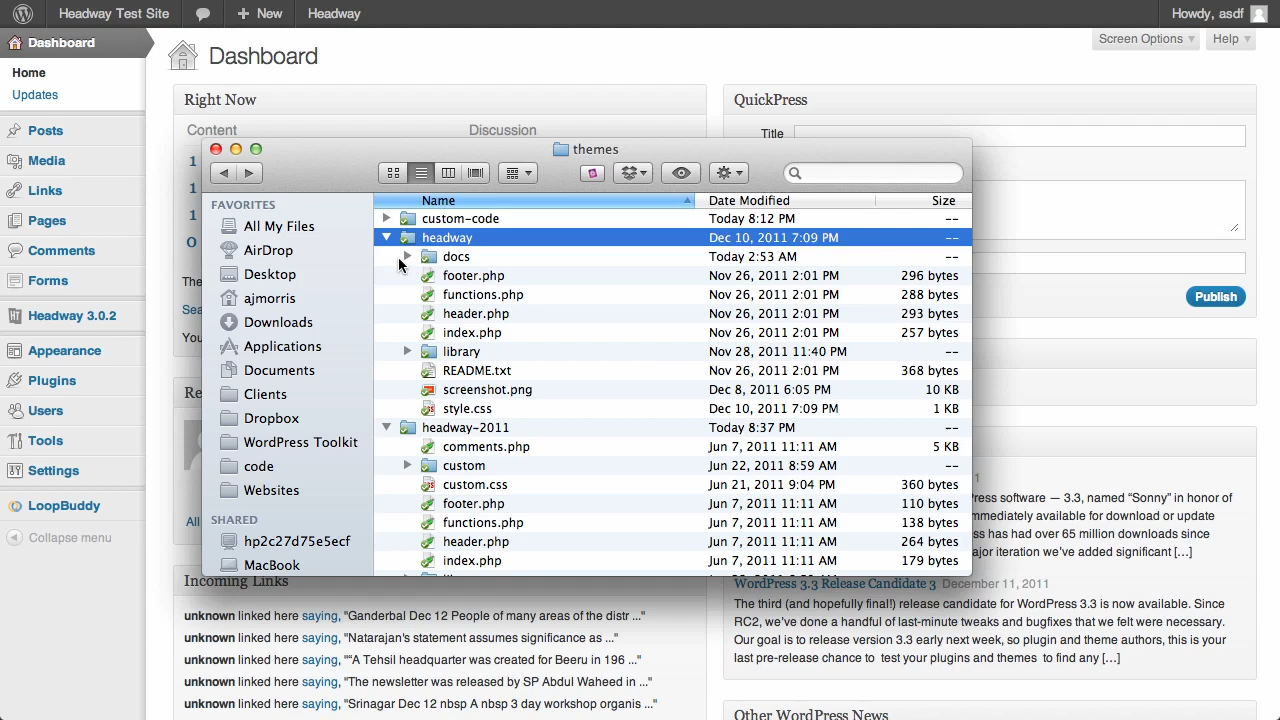 Headway Test Site
New
Headway
Howdy, asdf
Dashboard
Home
Updates
Posts
Media
Links
Pages
Comments
Forms
Headway 3.0.2
Appearance
Plugins
Users
Tools
Settings
LoopBuddy
Collapse menu
Dashboard
Screen Options
Help
Right Now
Content
Discussion
1
1
1
0
The
Sea
You
Re
All
QuickPress
Title
Publish
themes
FAVORITES
All My Files
AirDrop
Desktop
ajmorris
Downloads
Applications
Documents
Clients
Dropbox
WordPress Toolkit
code
Websites
SHARED
hp2c27d75e5ecf
MacBook
Name Date Modified Size
custom-code Today 8:12 PM --
headway Dec 10, 2011 7:09 PM --
docs Today 2:53 AM --
footer.php Nov 26, 2011 2:01 PM 296 bytes
functions.php Nov 26, 2011 2:01 PM 288 bytes
header.php Nov 26, 2011 2:01 PM 293 bytes
index.php Nov 26, 2011 2:01 PM 257 bytes
library Nov 28, 2011 11:40 PM --
README.txt Nov 26, 2011 2:01 PM 368 bytes
screenshot.png Dec 8, 2011 6:05 PM 10 KB
style.css Dec 10, 2011 7:09 PM 1 KB
headway-2011 Today 8:37 PM --
comments.php Jun 7, 2011 11:11 AM 5 KB
custom Jun 22, 2011 8:59 AM --
custom.css Jun 21, 2011 9:04 PM 360 bytes
footer.php Jun 7, 2011 11:11 AM 110 bytes
functions.php Jun 7, 2011 11:11 AM 138 bytes
header.php Jun 7, 2011 11:11 AM 264 bytes
index.php Jun 7, 2011 11:11 AM 179 bytes
1
ress software — 3.3, named “Sonny” in honor of
mmediately available for download or update
ss has had over 65 million downloads since
ajor iteration we’ve added significant [...]
WordPress 3.3 Release Candidate 3 December 11, 2011
The third (and hopefully final!) release candidate for WordPress 3.3 is now available. Since
RC2, we’ve done a handful of last-minute tweaks and bugfixes that we felt were necessary.
Our goal is to release version 3.3 early next week, so plugin and theme authors, this is your
last pre-release chance to test your plugins and themes to find any [...]
Other WordPress News
Incoming Links
unknown linked here saying, "Ganderbal Dec 12 People of many areas of the distr ..."
unknown linked here saying, "Natarajan's statement assumes significance as ..."
unknown linked here saying, "“A Tehsil headquarter was created for Beeru in 196 ..."
unknown linked here saying, "The newsletter was released by SP Abdul Waheed in ..."
unknown linked here saying, "Srinagar Dec 12 nbsp A nbsp 3 day workshop organis ..."